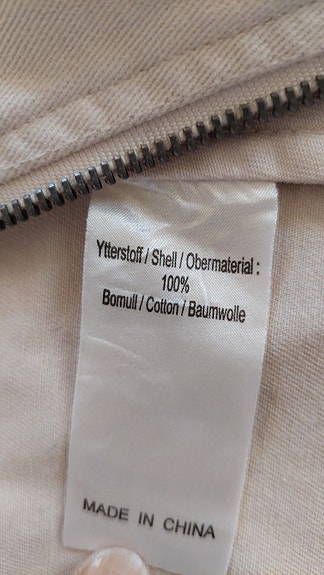 Ytterstoff / Shell / Obermaterial :
100%
Bomull / Cotton / Baumwolle
MADE IN CHINA